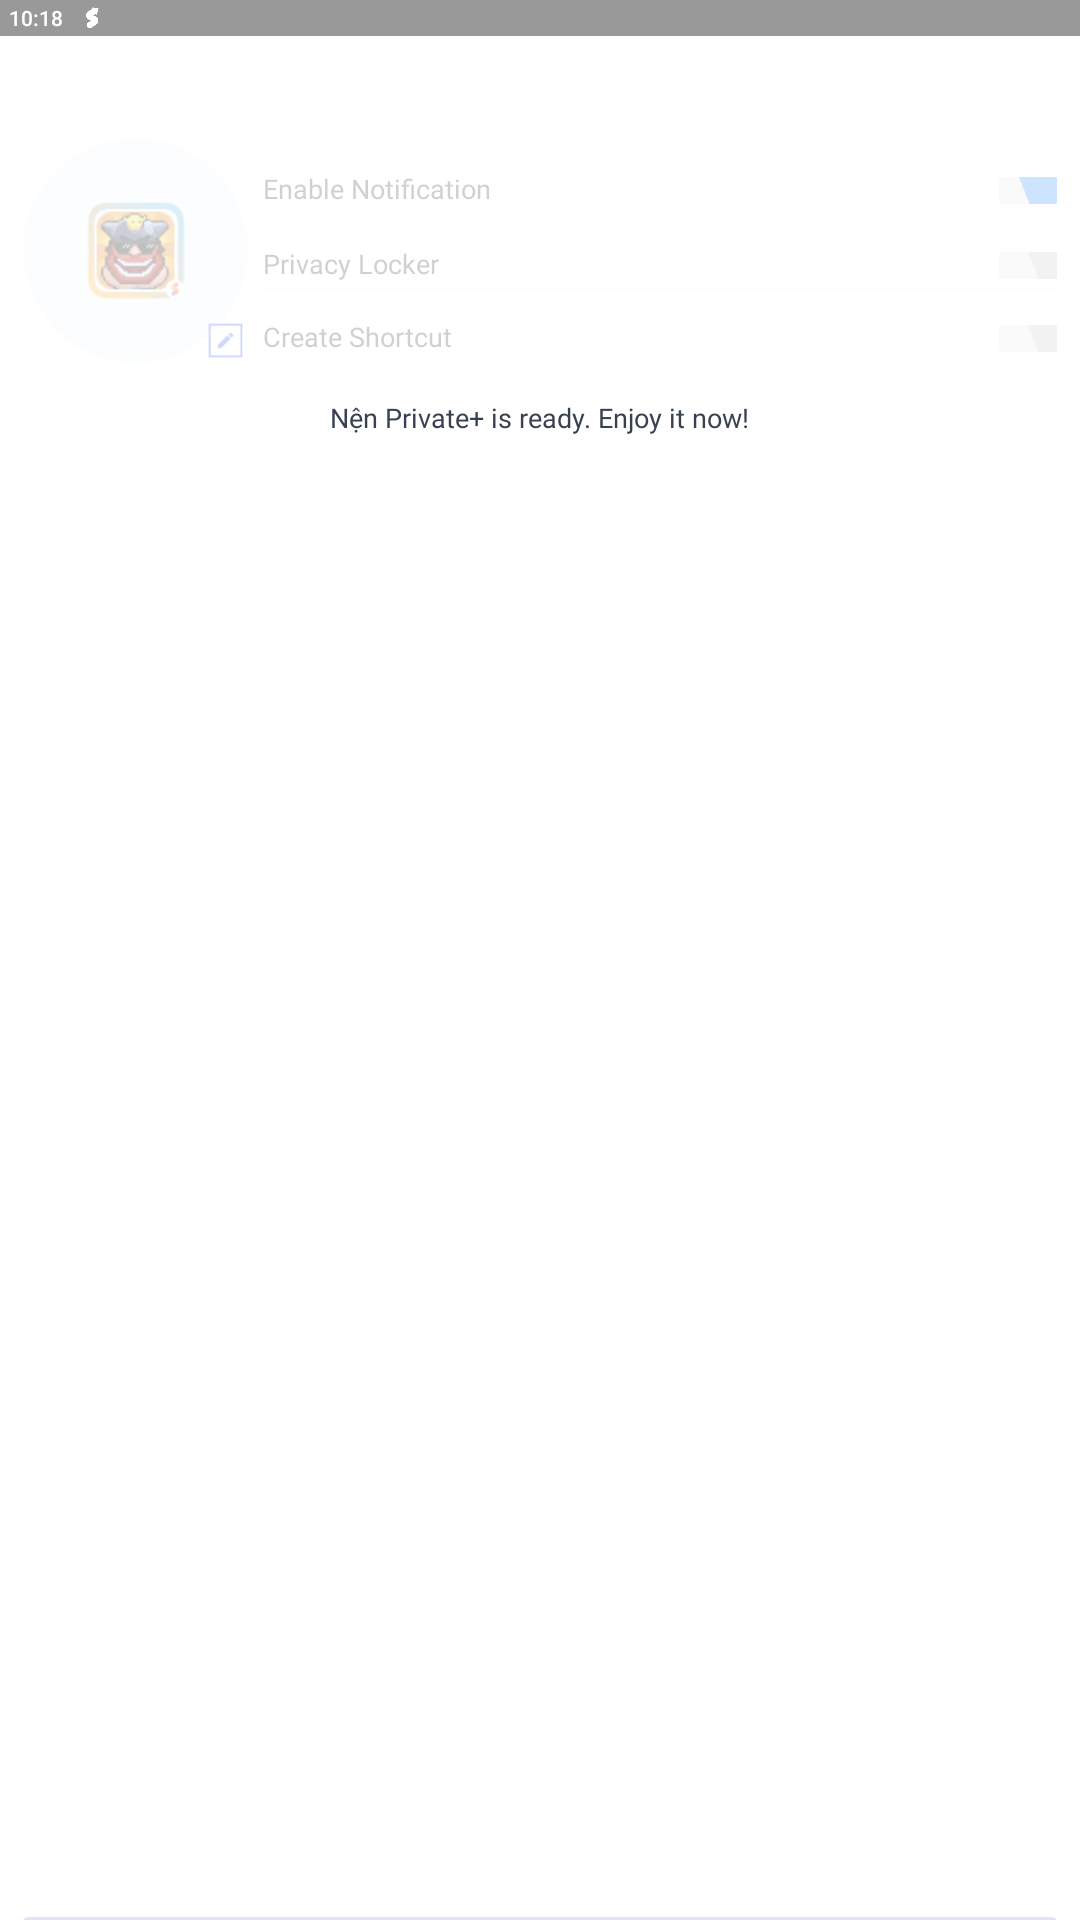 10:18
Enable Notification
Privacy Locker
Create Shortcut
Nện Private+ is ready. Enjoy it now!